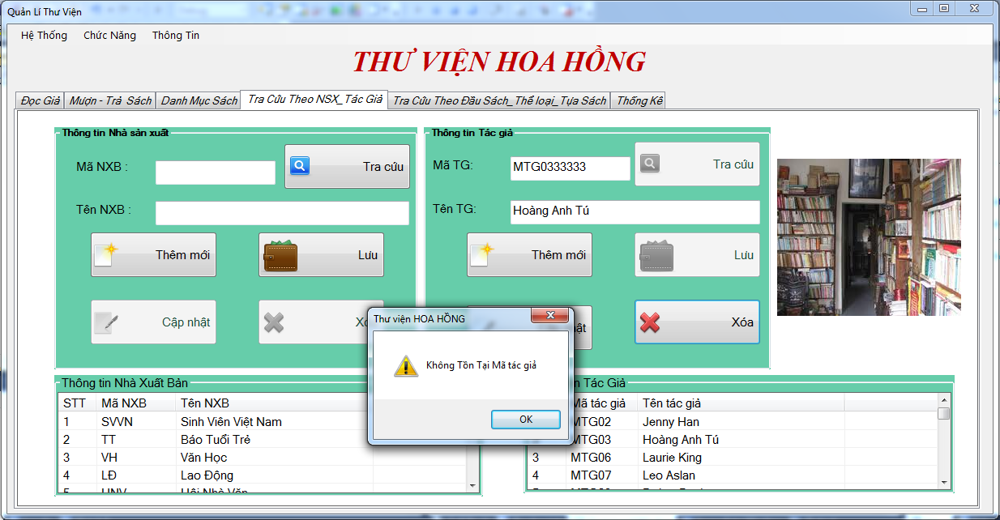 Quản Lí Thư Viện
Hệ Thống Chức Năng Thông Tin
THƯ VIỆN HOA HỒNG
Đọc Giả Mượn - Trả Sách Danh Mục Sách Tra Cứu Theo NSX_Tác Giả Tra Cứu Theo Đầu Sách_Thể loại_Tựa Sách Thống Kê
Thông tin Nhà sản xuất
Mã NXB :
Tra cứu
Tên NXB :
Thêm mới
Lưu
Cập nhật
Thông tin Tác giả
Mã TG:
MTG0333333
Tra cứu
Tên TG:
Hoàng Anh Tú
Thêm mới
Lưu
Xóa
Thư viện HOA HỒNG
Không Tồn Tại Mã tác giả
OK
Thông tin Nhà Xuất Bản
STT Mã NXB Tên NXB
1 SVVN Sinh Viên Việt Nam
2 TT Báo Tuổi Trẻ
3 VH Văn Học
4 LĐ Lao Động
5 HNV Hội Nhà Văn
Tác Giả
Mã tác giả Tên tác giả
MTG02 Jenny Han
MTG03 Hoàng Anh Tú
3 MTG06 Laurie King
4 MTG07 Leo Aslan